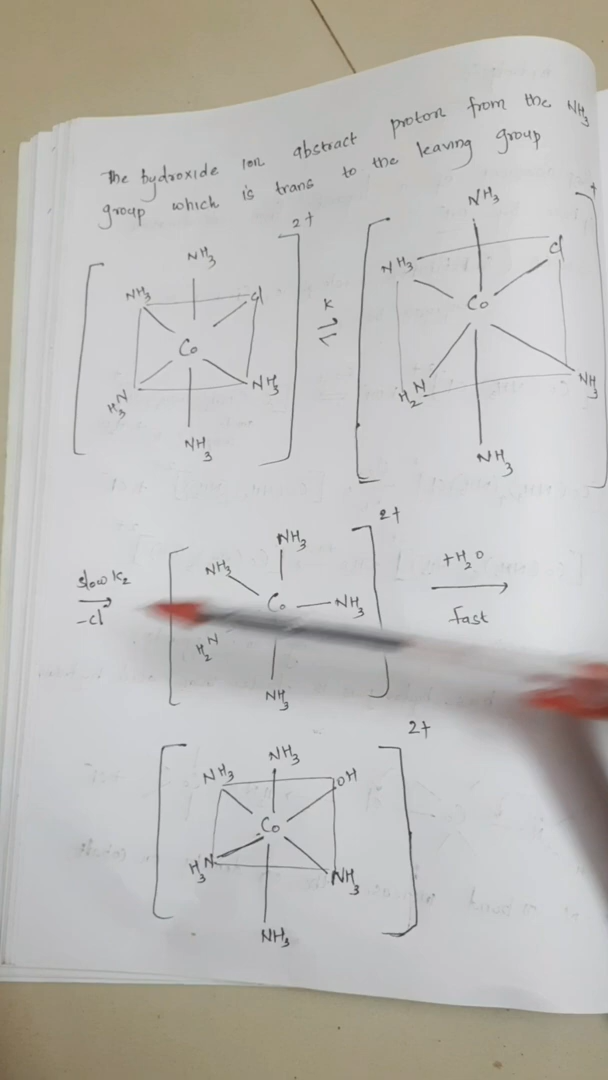 The hydroxide ion abstract proton from the NH3
group which is trans to the leaving group
[ 2+
NH3
NH3 Cl
Co
H3N NH3
NH3 ]
⇌ K
[ +
NH3
NH3 Cl
Co
H2N NH3
NH3 ]
slow k2
-Cl-
[ 2+
NH3
NH3
Co NH3
H2N
NH3 ]
+H2O
fast
[ 2+
NH3
NH3 OH
Co
H3N NH3
NH3 ]